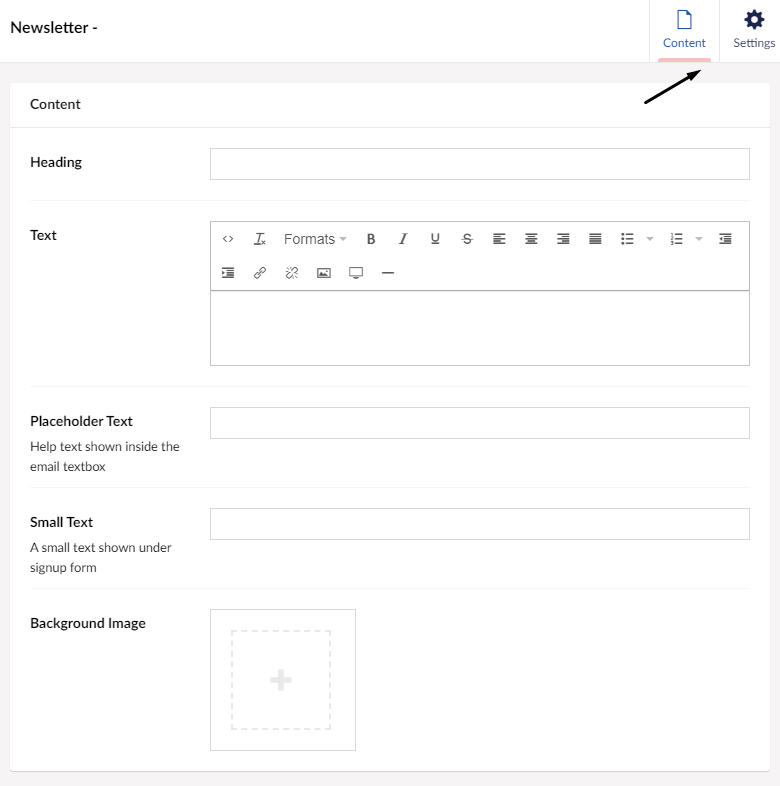 Newsletter -
Content
Settings
Content
Heading
Text
Formats
Placeholder Text
Help text shown inside the
email textbox
Small Text
A small text shown under
signup form
Background Image